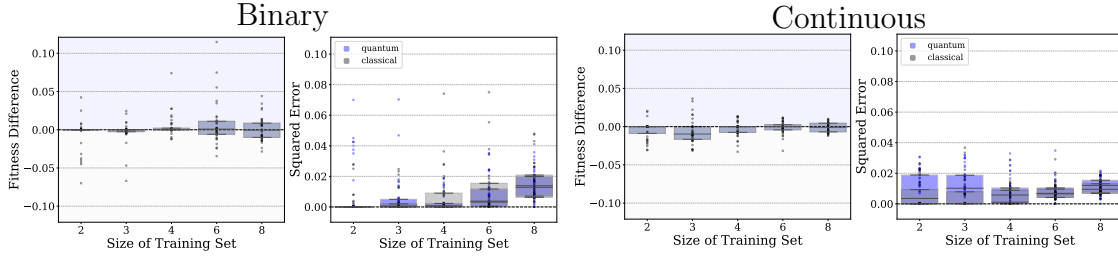 Binary
Continuous
Fitness Difference
0.10
0.05
0.00
−0.05
−0.10
2 3 4 6 8
Size of Training Set
Squared Error
0.10
0.08
0.06
0.04
0.02
0.00
quantum
classical
2 3 4 6 8
Size of Training Set
Fitness Difference
0.10
0.05
0.00
−0.05
−0.10
2 3 4 6 8
Size of Training Set
Squared Error
0.10
0.08
0.06
0.04
0.02
0.00
quantum
classical
2 3 4 6 8
Size of Training Set